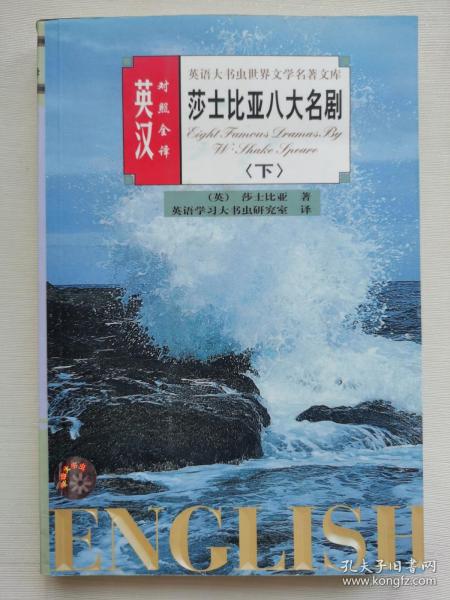 英语大书虫世界文学名著文库
英汉
对照全译
莎士比亚八大名剧
Eight Famous Dramas By
W·Shake Speare
〈下〉
（英） 莎士比亚 著
英语学习大书虫研究室 译
ENGLISH
孔夫子旧书网
www.kongfz.com